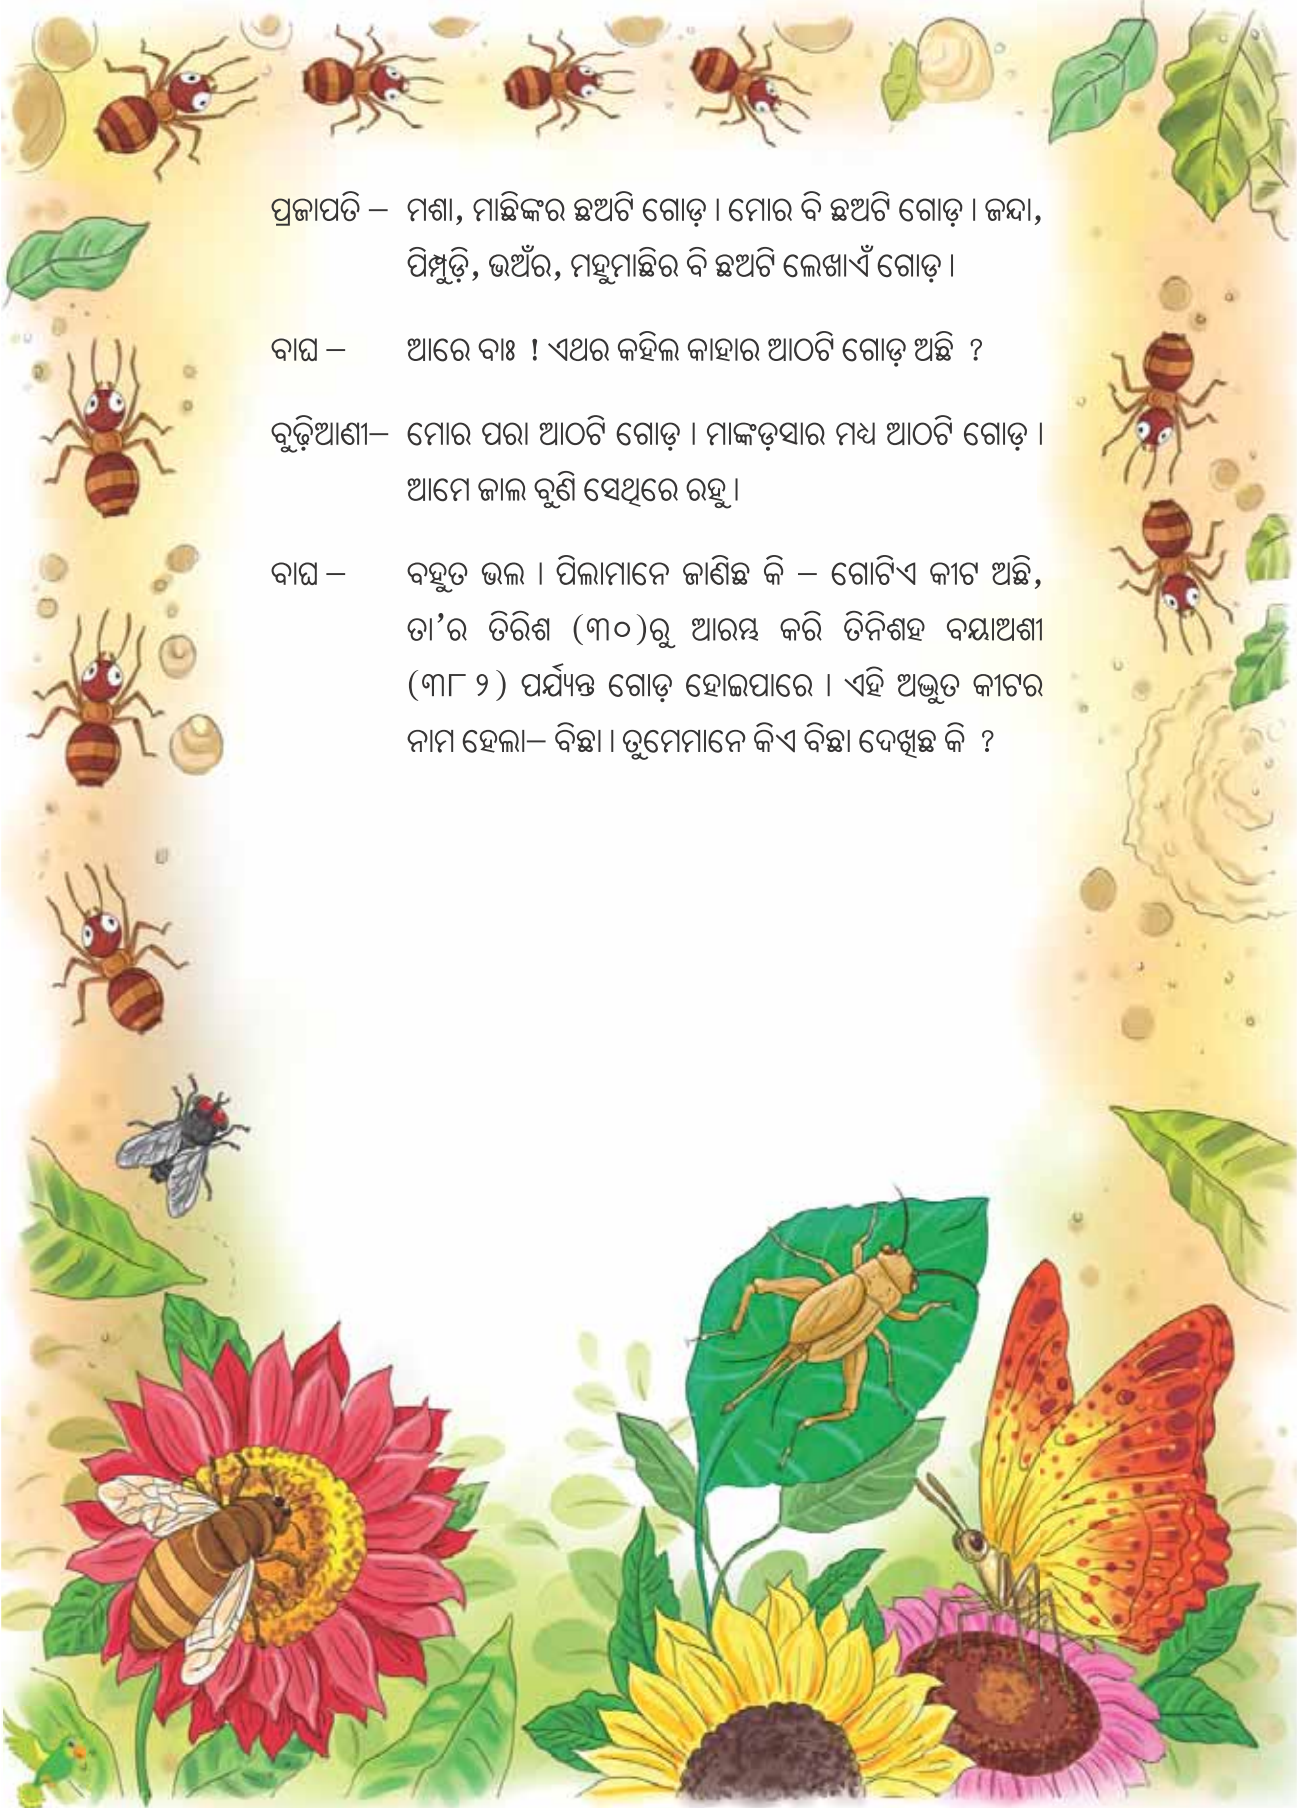 ପ୍ରଜାପତି – ମଶା, ମାଛିଙ୍କର ଛଅଟି ଗୋଡ଼ । ମୋର ବି ଛଅଟି ଗୋଡ଼ । ଜନ୍ଦା,
ପିମ୍ପୁଡ଼ି, ଭଅଁର, ମହୁମାଛିର ବି ଛଅଟି ଲେଖାଏଁ ଗୋଡ଼ ।
ବାଘ – ଆରେ ବାଃ ! ଏଥର କହିଲ କାହାର ଆଠଟି ଗୋଡ଼ ଅଛି ?
ବୁଢ଼ିଆଣୀ– ମୋର ପରା ଆଠଟି ଗୋଡ଼ । ମାଙ୍କଡ଼ସାର ମଧ୍ୟ ଆଠଟି ଗୋଡ଼ ।
ଆମେ ଜାଲ ବୁଣି ସେଥିରେ ରହୁ ।
ବାଘ – ବହୁତ ଭଲ । ପିଲାମାନେ ଜାଣିଛ କି – ଗୋଟିଏ କୀଟ ଅଛି,
ତା’ର ତିରିଶ (୩୦)ରୁ ଆରମ୍ଭ କରି ତିନିଶହ ବୟାଅଶୀ
(୩୮୨) ପର୍ଯ୍ୟନ୍ତ ଗୋଡ଼ ହୋଇପାରେ । ଏହି ଅଦ୍ଭୁତ କୀଟର
ନାମ ହେଲା– ବିଛା । ତୁମେମାନେ କିଏ ବିଛା ଦେଖିଛ କି ?